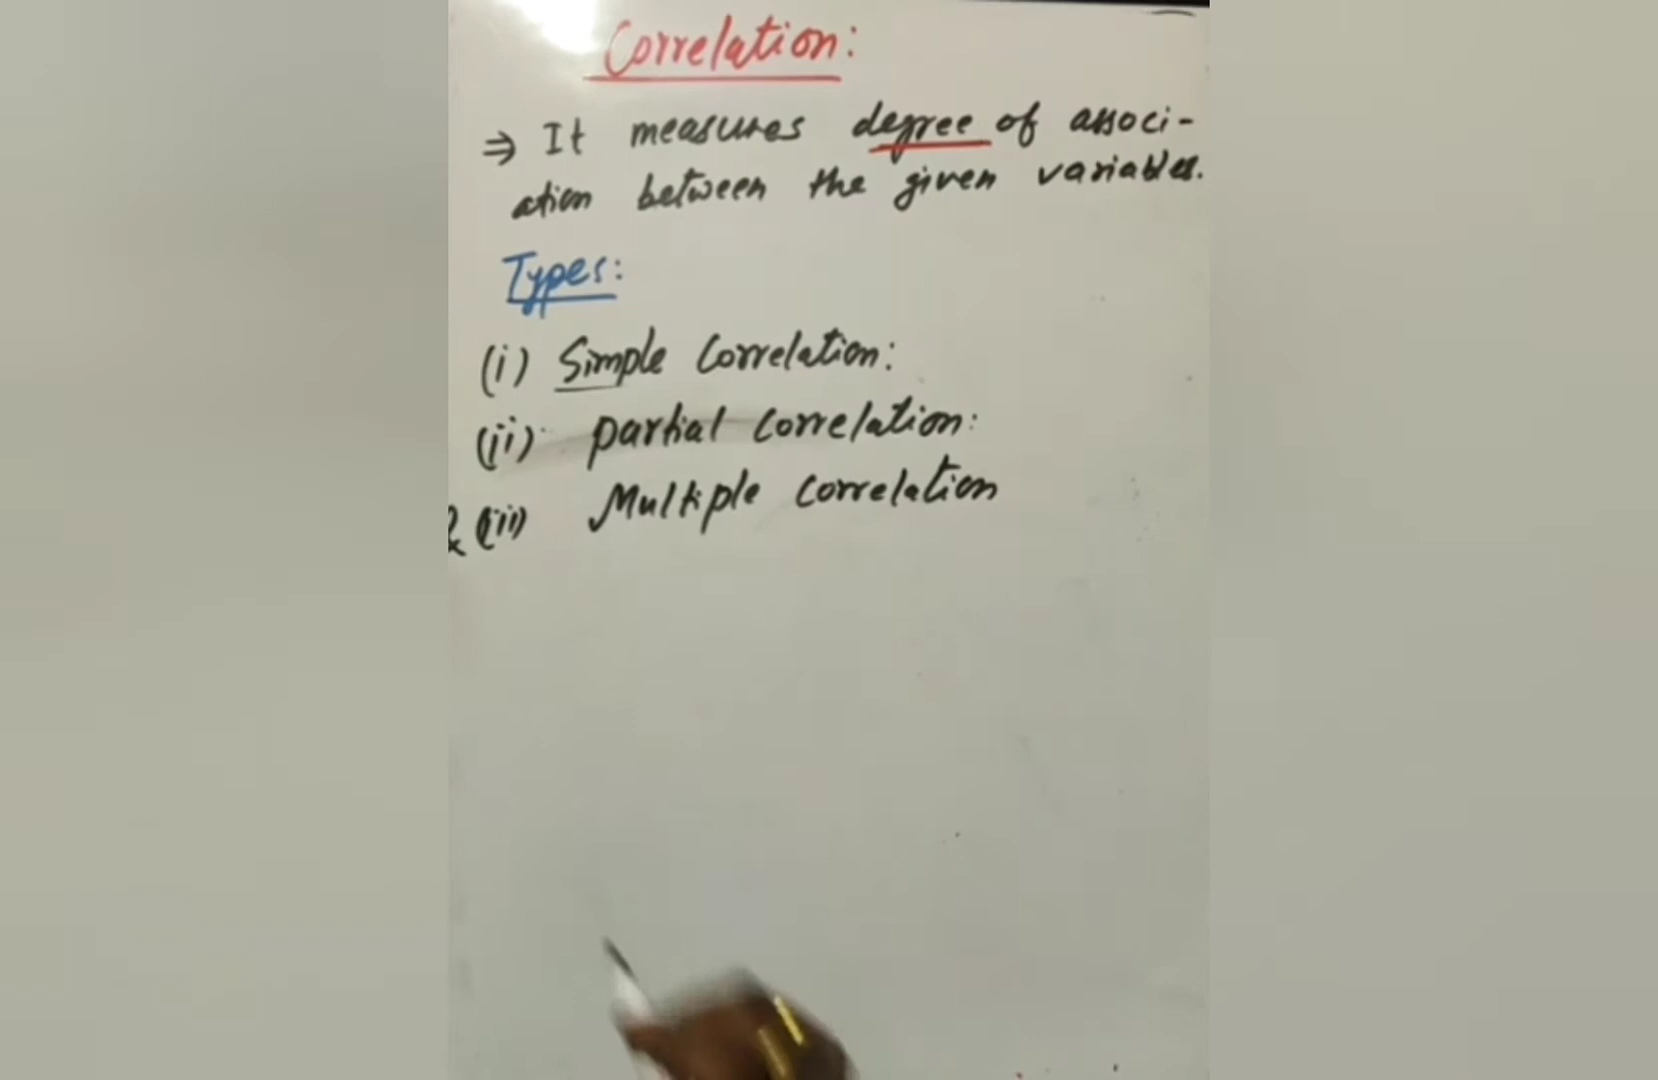 Correlation:
⇒ It measures degree of associ-
ation between the given variables.
Types:
(i) Simple Correlation:
(ii) partial correlation:
& (iii) Multiple correlation